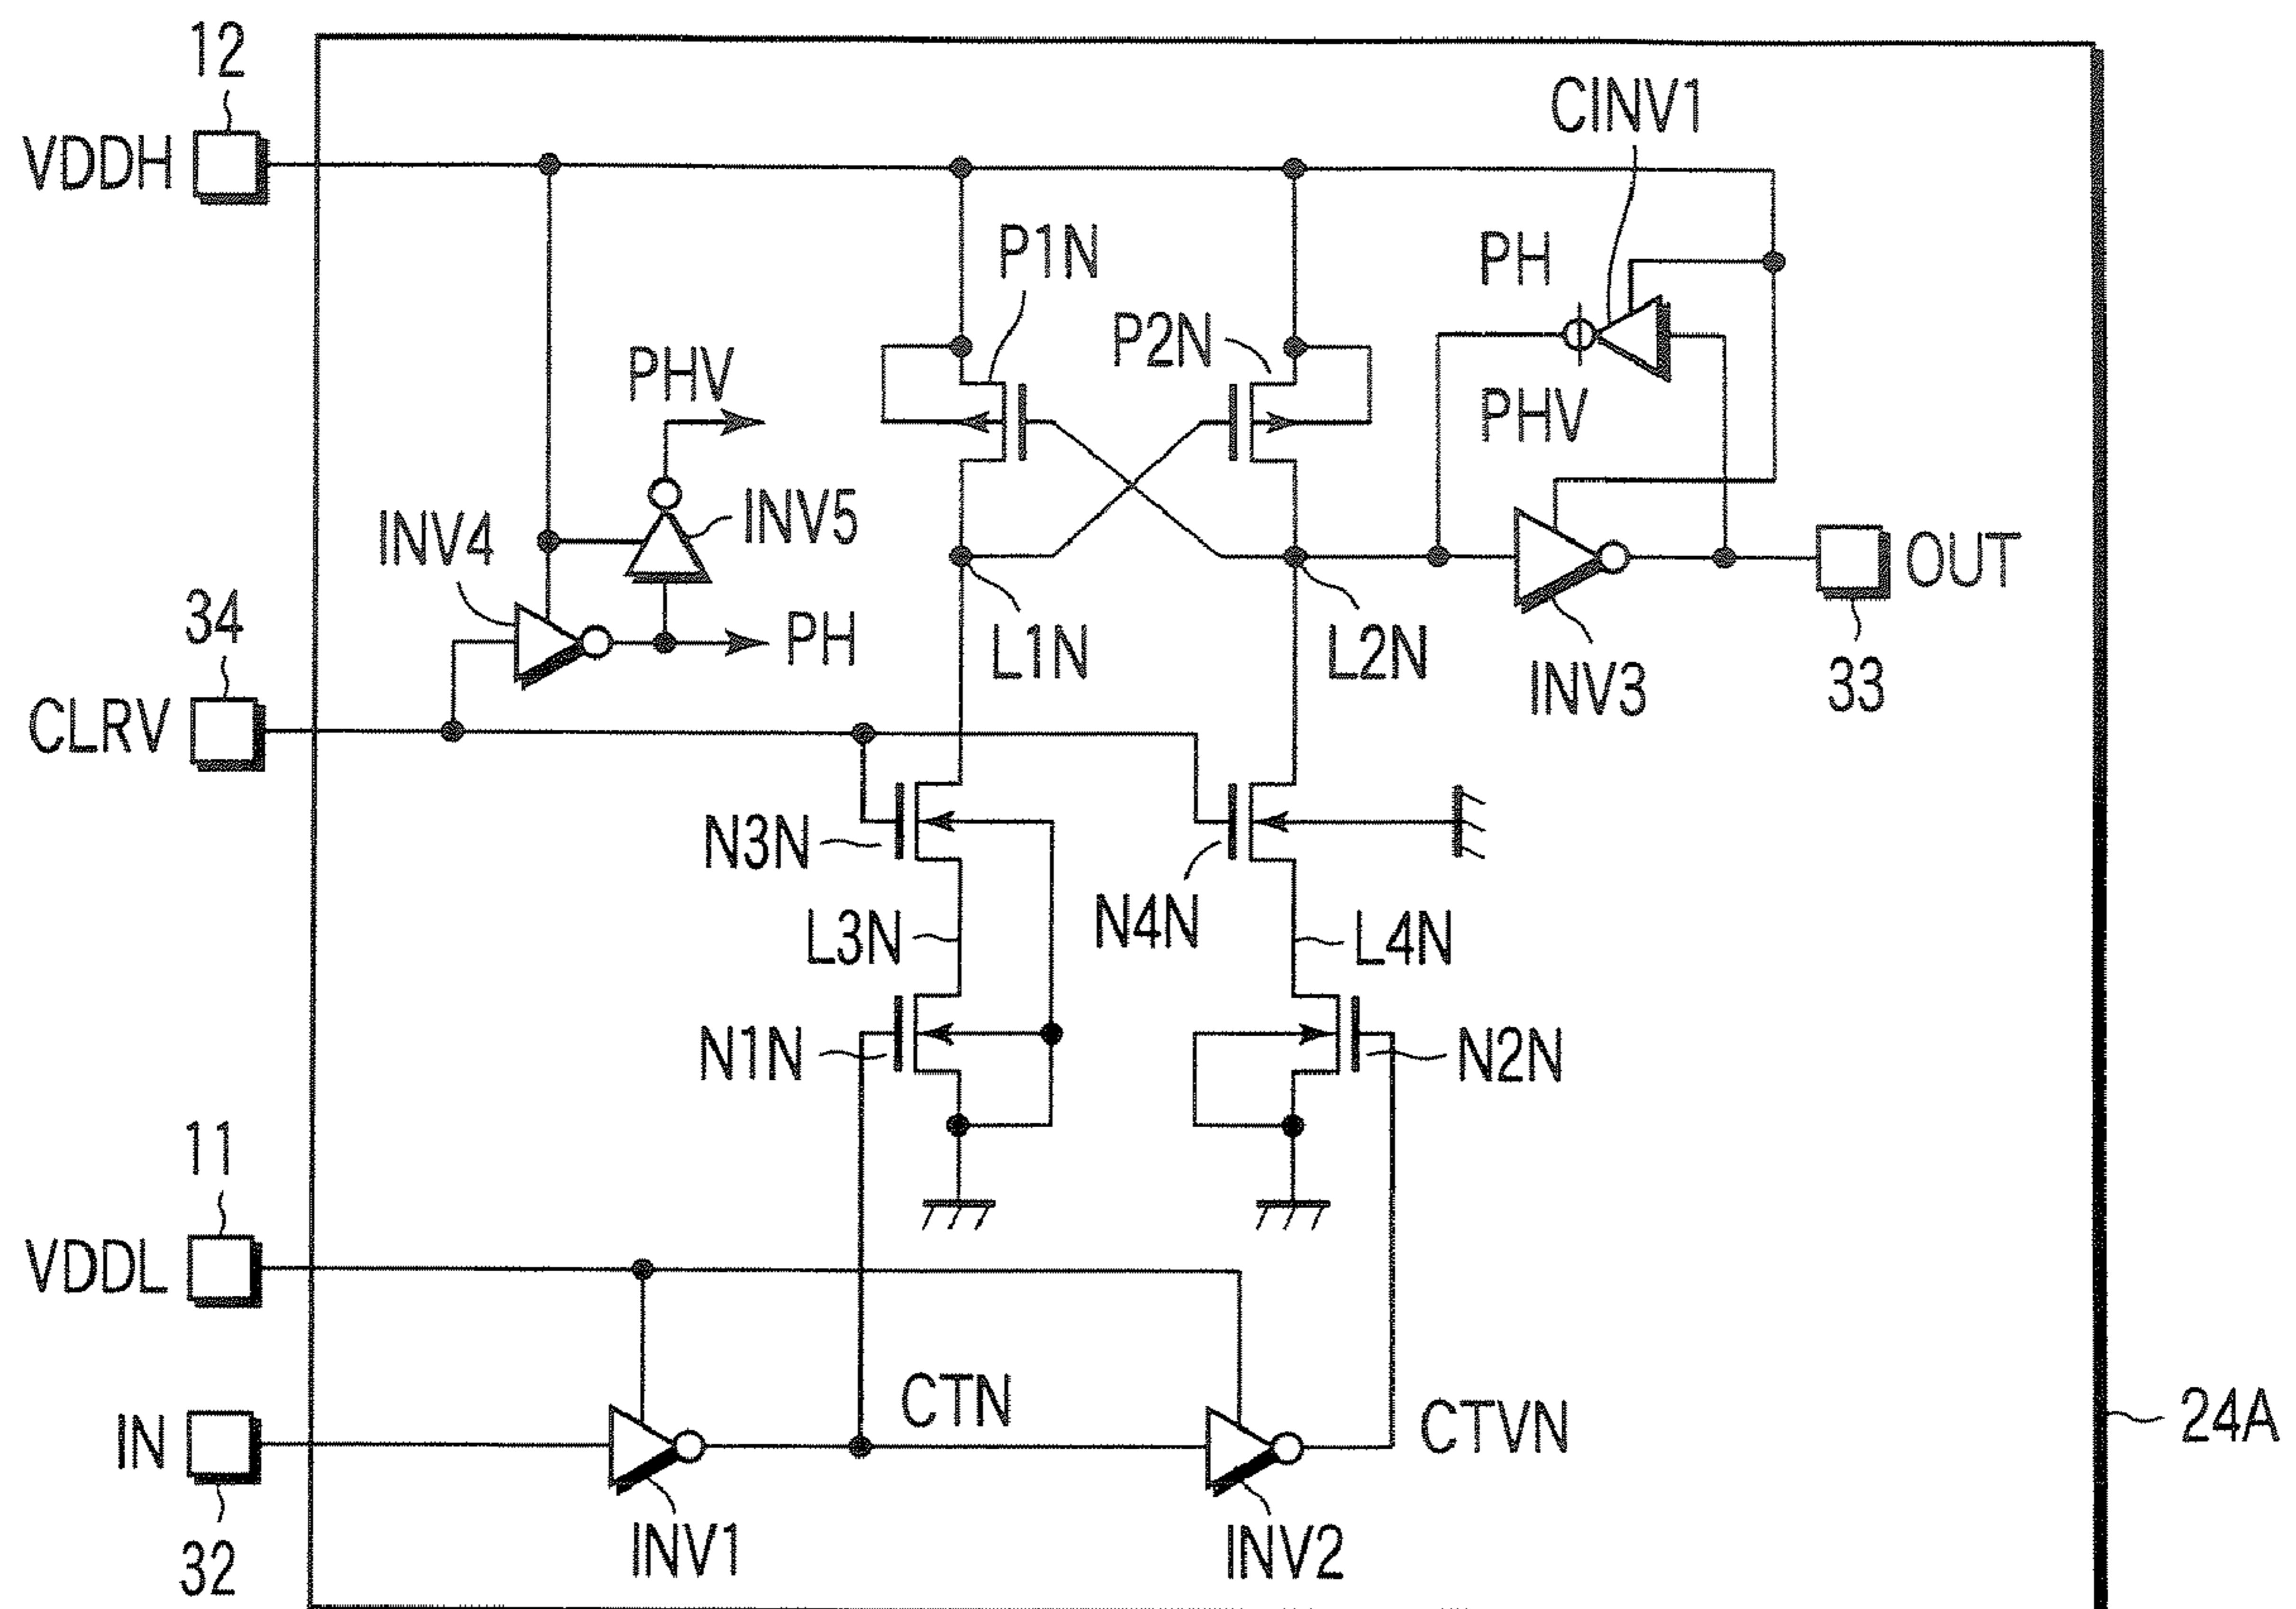 12
CINV1
VDDH
P1N
PH
P2N
PHV
PHV
INV4
INV5
OUT
34
PH
L1N
L2N
INV3
33
CLRV
N3N
N4N
L3N
L4N
N1N
N2N
11
VDDL
CTN
CTVN
24A
IN
INV1
INV2
32